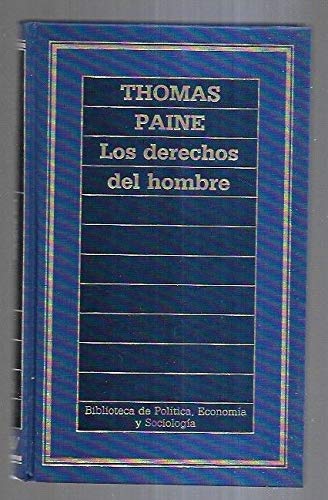 THOMAS
PAINE
Los derechos
del hombre
Biblioteca de Política, Economía
y Sociología